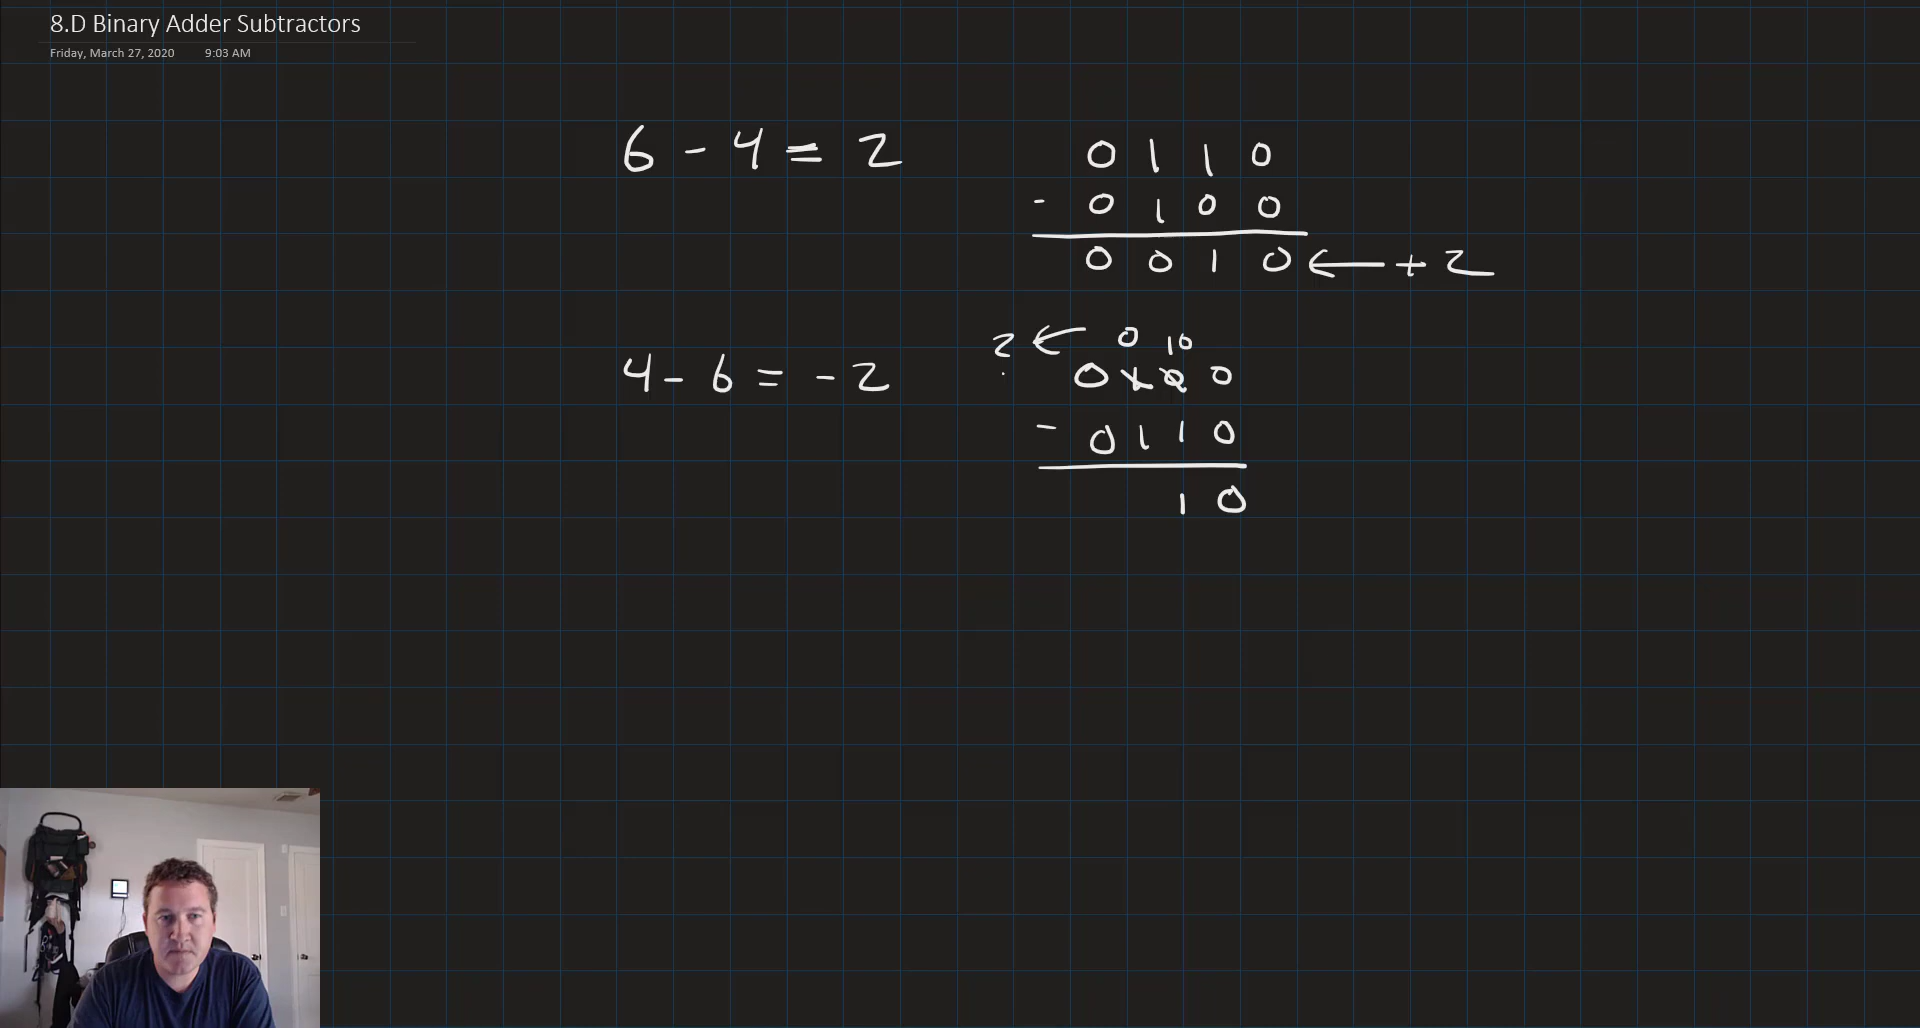 8.D Binary Adder Subtractors
Friday, March 27, 2020 9:03 AM
6 - 4 = 2
0 1 1 0
- 0 1 0 0
0 0 1 0 ← + 2
? ← 0 10
4 - 6 = - 2
0 1 0 0
- 0 1 1 0
1 0